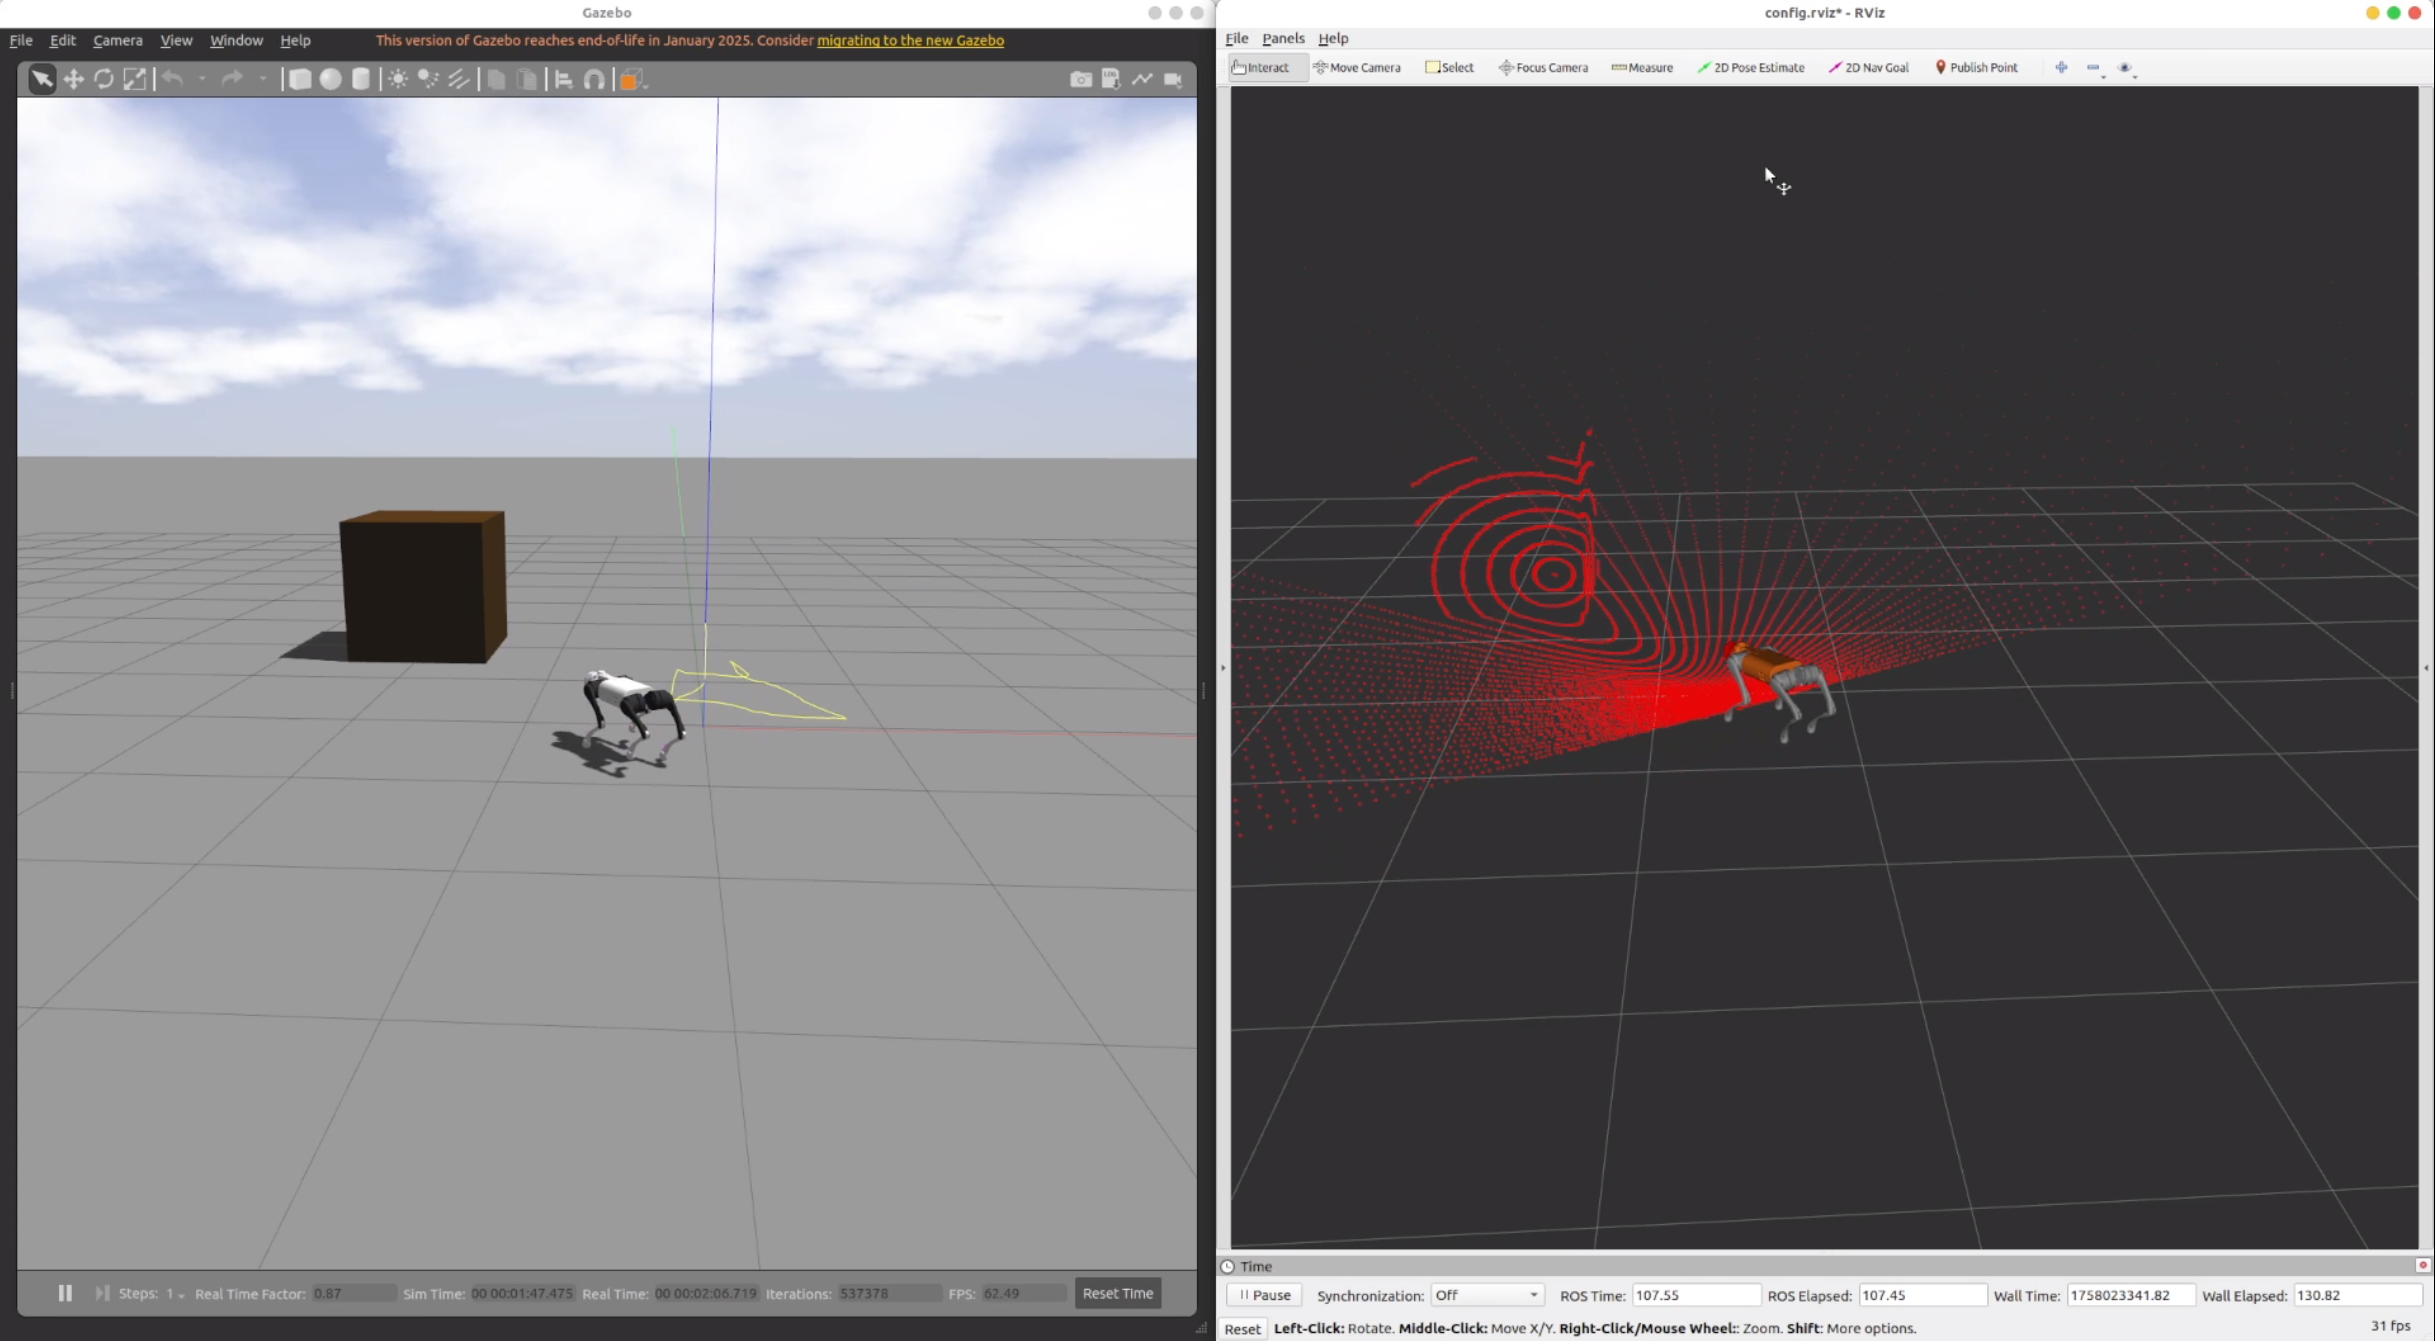 Gazebo
File Edit Camera View Window Help This version of Gazebo reaches end-of-life in January 2025. Consider migrating to the new Gazebo
LOG
Steps: 1 Real Time Factor: 0.87 Sim Time: 00 00:01:47.475 Real Time: 00 00:02:06.719 Iterations: 537378 FPS: 62.49 Reset Time
config.rviz* - RViz
File Panels Help
Interact Move Camera Select Focus Camera Measure 2D Pose Estimate 2D Nav Goal Publish Point
Time
Pause Synchronization: Off ROS Time: 107.55 ROS Elapsed: 107.45 Wall Time: 1758023341.82 Wall Elapsed: 130.82
Reset Left-Click: Rotate. Middle-Click: Move X/Y. Right-Click/Mouse Wheel:: Zoom. Shift: More options. 31 fps